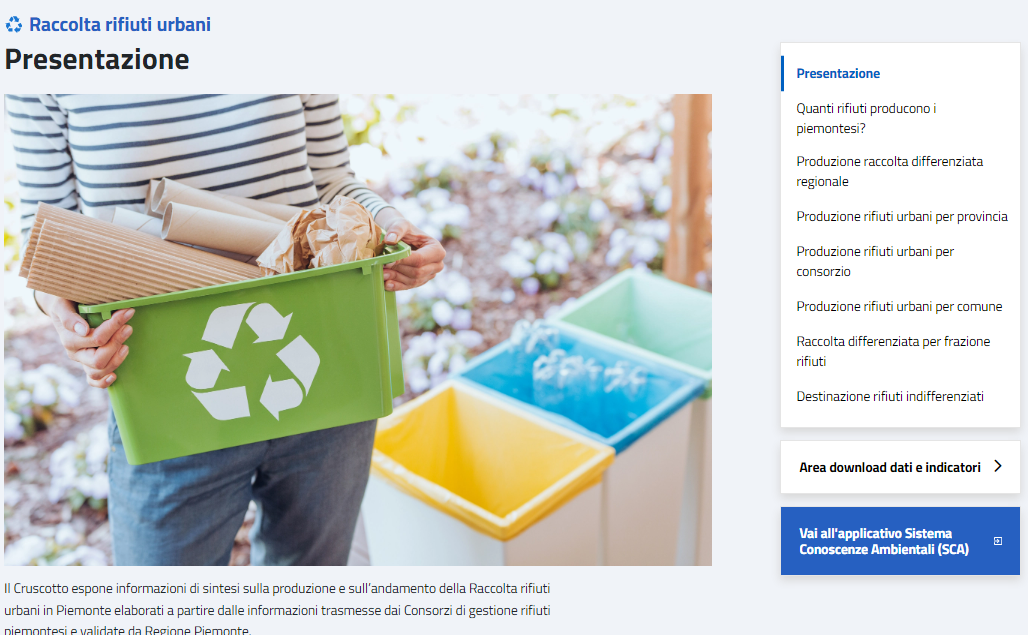 Raccolta rifiuti urbani
Presentazione
Il Cruscotto espone informazioni di sintesi sulla produzione e sull'andamento della Raccolta rifiuti
urbani in Piemonte elaborati a partire dalle informazioni trasmesse dai Consorzi di gestione rifiuti
piemontesi e validate da Regione Piemonte.
Presentazione
Quanti rifiuti producono i
piemontesi?
Produzione raccolta differenziata
regionale
Produzione rifiuti urbani per provincia
Produzione rifiuti urbani per
consorzio
Produzione rifiuti urbani per comune
Raccolta differenziata per frazione
rifiuti
Destinazione rifiuti indifferenziati
Area download dati e indicatori
Vai all'applicativo Sistema
Conoscenze Ambientali (SCA)